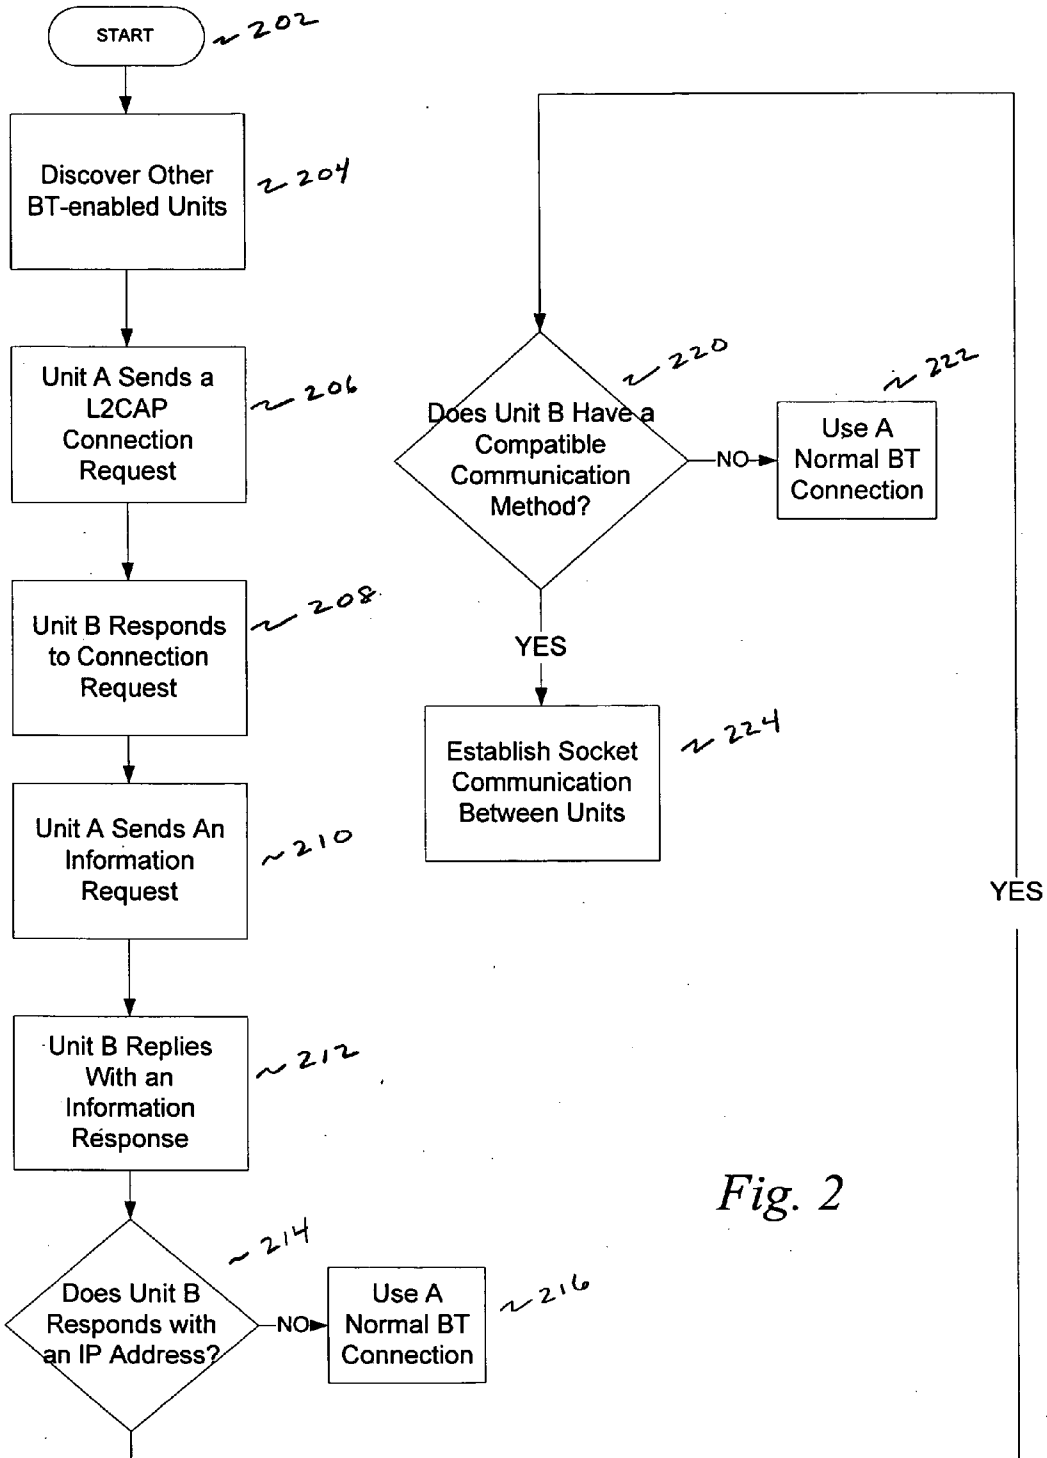 START
202
Discover Other
BT-enabled Units
204
Unit A Sends a
L2CAP
Connection
Request
206
Unit B Responds
to Connection
Request
208
Unit A Sends An
Information
Request
210
Unit B Replies
With an
Information
Response
212
Does Unit B
Responds with
an IP Address?
214
NO
Use A
Normal BT
Connection
216
YES
Does Unit B Have a
Compatible
Communication
Method?
220
NO
Use A
Normal BT
Connection
222
YES
Establish Socket
Communication
Between Units
224
Fig. 2